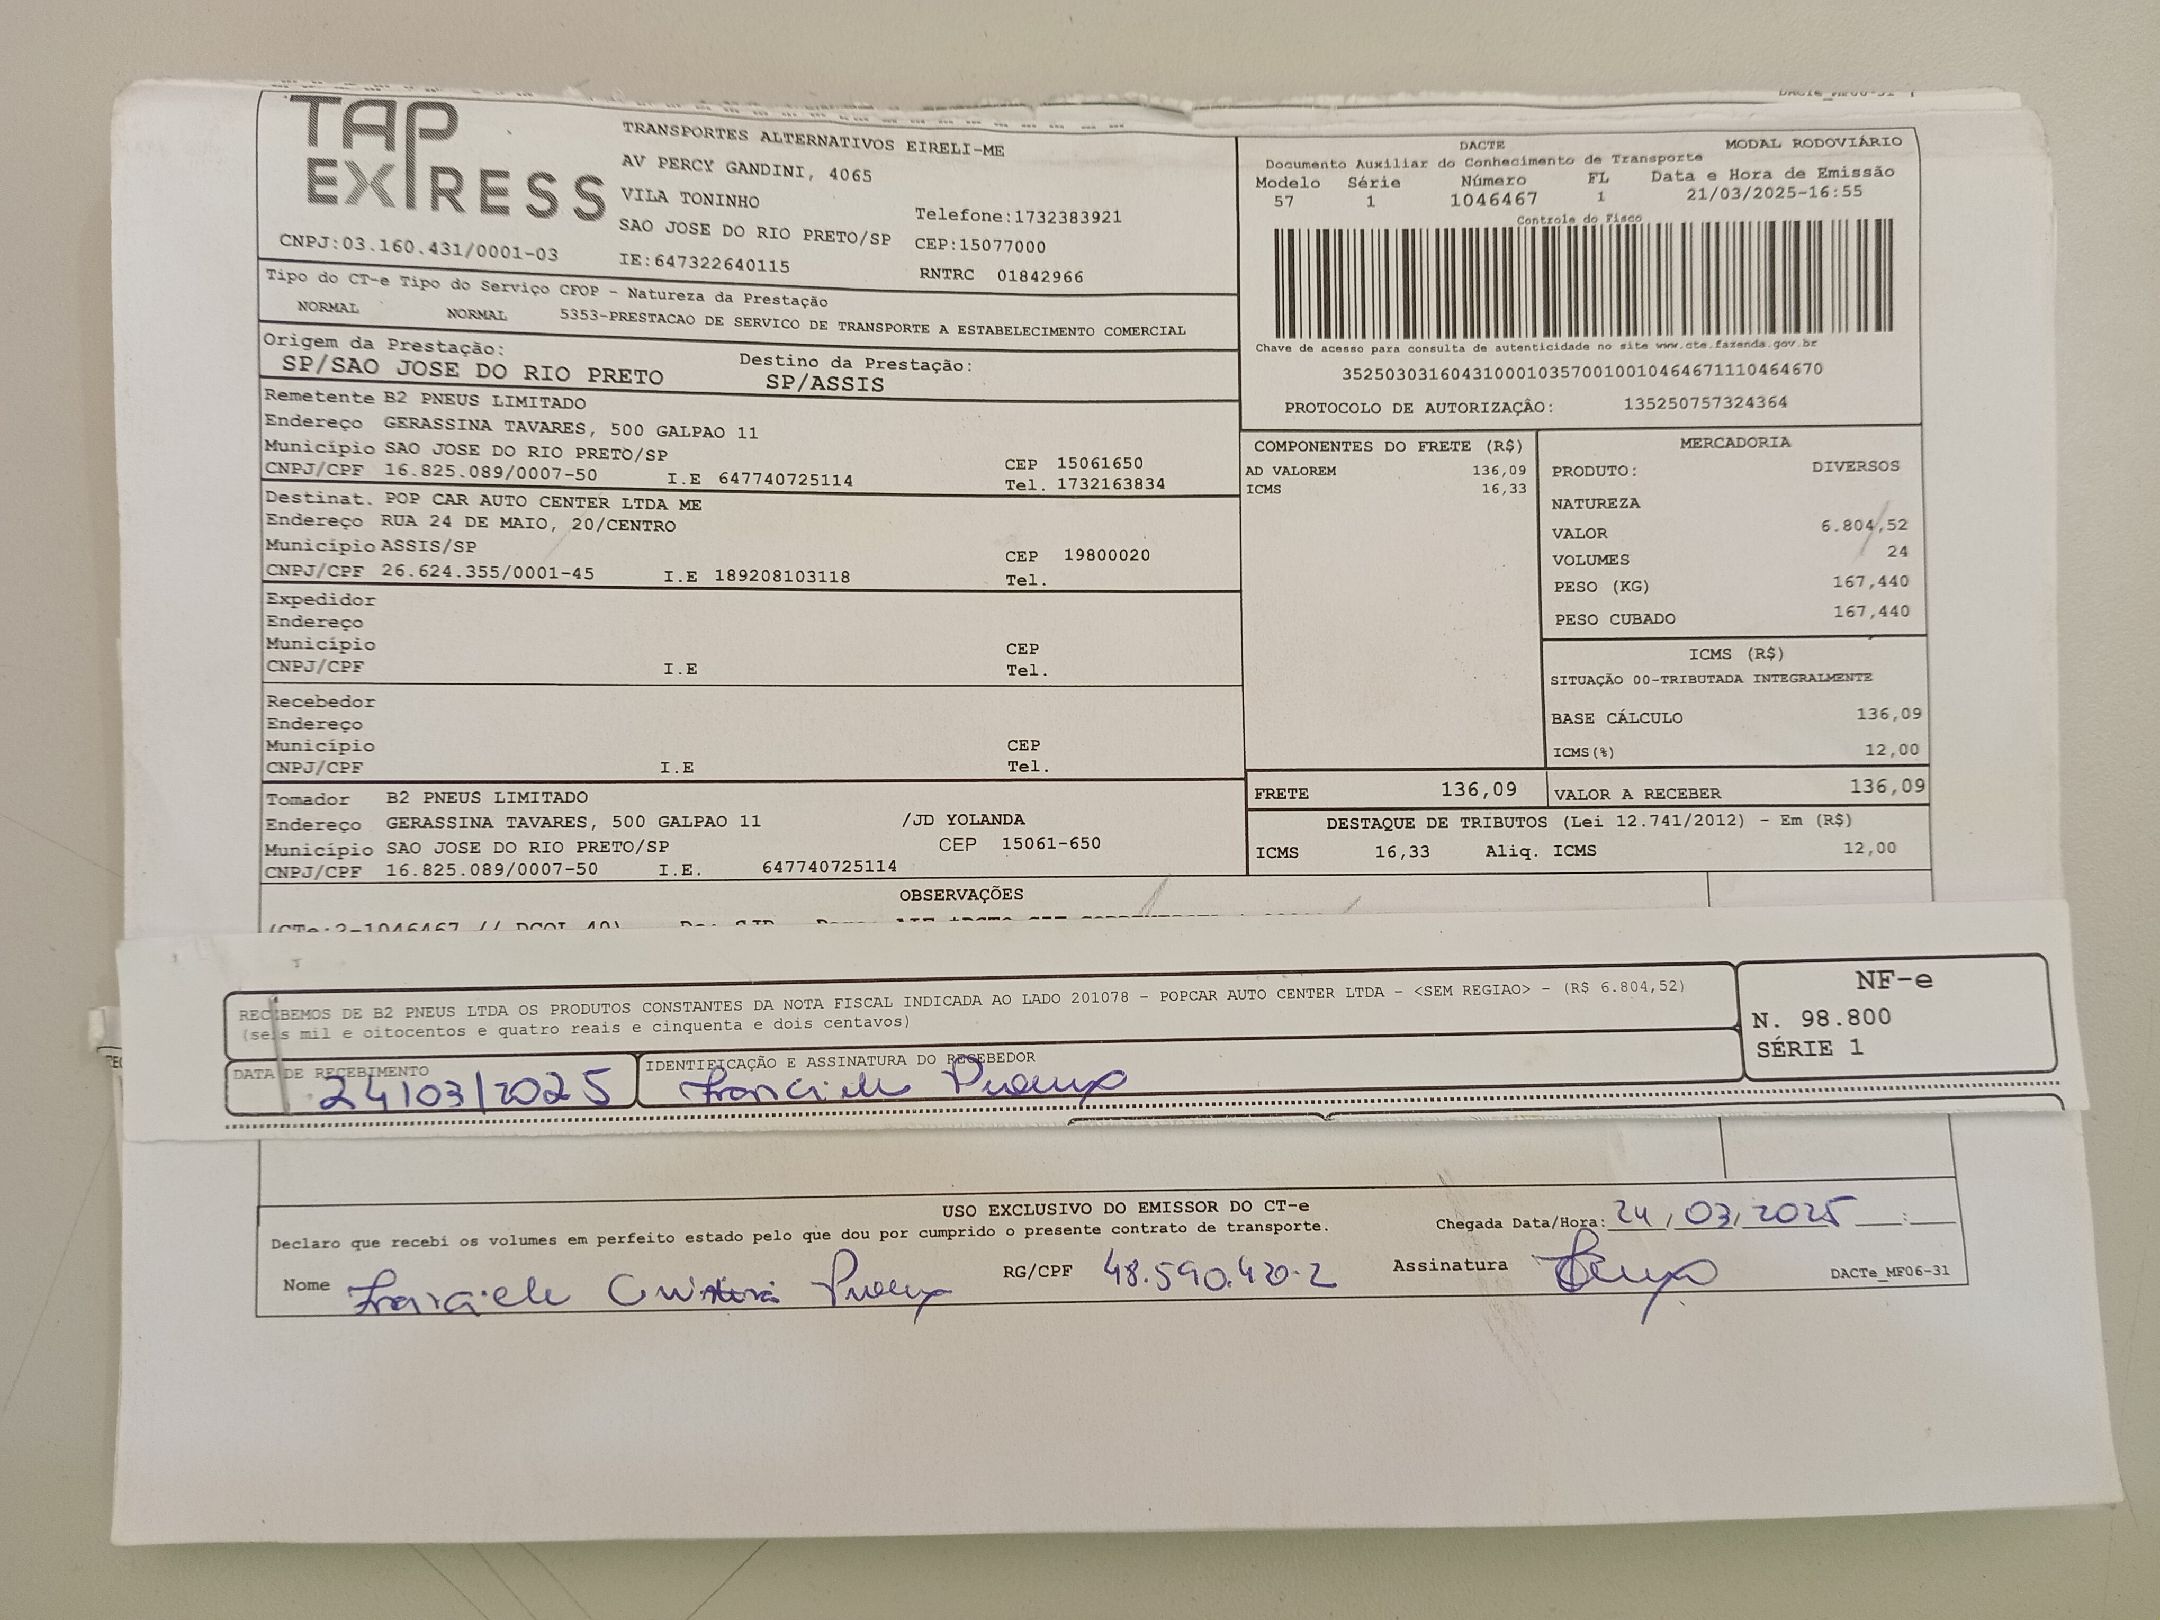 TAP EXPRESS
TRANSPORTES ALTERNATIVOS EIRELI-ME
AV PERCY GANDINI, 4065
VILA TONINHO
SAO JOSE DO RIO PRETO/SP
Telefone:1732383921
CEP:15077000
CNPJ:03.160.431/0001-03
IE:647322640115
RNTRC 01842966
Tipo do CT-e Tipo do Serviço CFOP - Natureza da Prestação
NORMAL NORMAL 5353-PRESTACAO DE SERVICO DE TRANSPORTE A ESTABELECIMENTO COMERCIAL
Origem da Prestação: Destino da Prestação:
SP/SAO JOSE DO RIO PRETO SP/ASSIS
Remetente B2 PNEUS LIMITADO
Endereço GERASSINA TAVARES, 500 GALPAO 11
Município SAO JOSE DO RIO PRETO/SP CEP 15061650
CNPJ/CPF 16.825.089/0007-50 I.E 647740725114 Tel. 1732163834
Destinat. POP CAR AUTO CENTER LTDA ME
Endereço RUA 24 DE MAIO, 20/CENTRO
Município ASSIS/SP CEP 19800020
CNPJ/CPF 26.624.355/0001-45 I.E 189208103118 Tel.
Expedidor
Endereço
Município CEP
CNPJ/CPF I.E Tel.
Recebedor
Endereço
Município CEP
CNPJ/CPF I.E Tel.
Tomador B2 PNEUS LIMITADO
Endereço GERASSINA TAVARES, 500 GALPAO 11 /JD YOLANDA
Município SAO JOSE DO RIO PRETO/SP CEP 15061-650
CNPJ/CPF 16.825.089/0007-50 I.E. 647740725114
DACTe_MF06-31
DACTE MODAL RODOVIÁRIO
Documento Auxiliar do Conhecimento de Transporte
Modelo Série Número FL Data e Hora de Emissão
57 1 1046467 1 21/03/2025-16:55
Controle do Fisco
Chave de acesso para consulta de autenticidade no site www.cte.fazenda.gov.br
35250303160431000103570010010464671110464670
PROTOCOLO DE AUTORIZAÇÃO: 135250757324364
COMPONENTES DO FRETE (R$)
AD VALOREM 136,09
ICMS 16,33
MERCADORIA
PRODUTO: DIVERSOS
NATUREZA
VALOR 6.804,52
VOLUMES 24
PESO (KG) 167,440
PESO CUBADO 167,440
ICMS (R$)
SITUAÇÃO 00-TRIBUTADA INTEGRALMENTE
BASE CÁLCULO 136,09
ICMS(%) 12,00
FRETE 136,09 VALOR A RECEBER 136,09
DESTAQUE DE TRIBUTOS (Lei 12.741/2012) - Em (R$)
ICMS 16,33 Aliq. ICMS 12,00
OBSERVAÇÕES
RECEBEMOS DE B2 PNEUS LTDA OS PRODUTOS CONSTANTES DA NOTA FISCAL INDICADA AO LADO 201078 - POPCAR AUTO CENTER LTDA - <SEM REGIAO> - (R$ 6.804,52)
(seis mil e oitocentos e quatro reais e cinquenta e dois centavos)
DATA DE RECEBIMENTO IDENTIFICAÇÃO E ASSINATURA DO RECEBEDOR
24/03/2025
NF-e
N. 98.800
SÉRIE 1
USO EXCLUSIVO DO EMISSOR DO CT-e
Declaro que recebi os volumes em perfeito estado pelo que dou por cumprido o presente contrato de transporte.
Chegada Data/Hora: 24/03/2025
Nome RG/CPF 48.590.420-2 Assinatura
DACTe_MF06-31